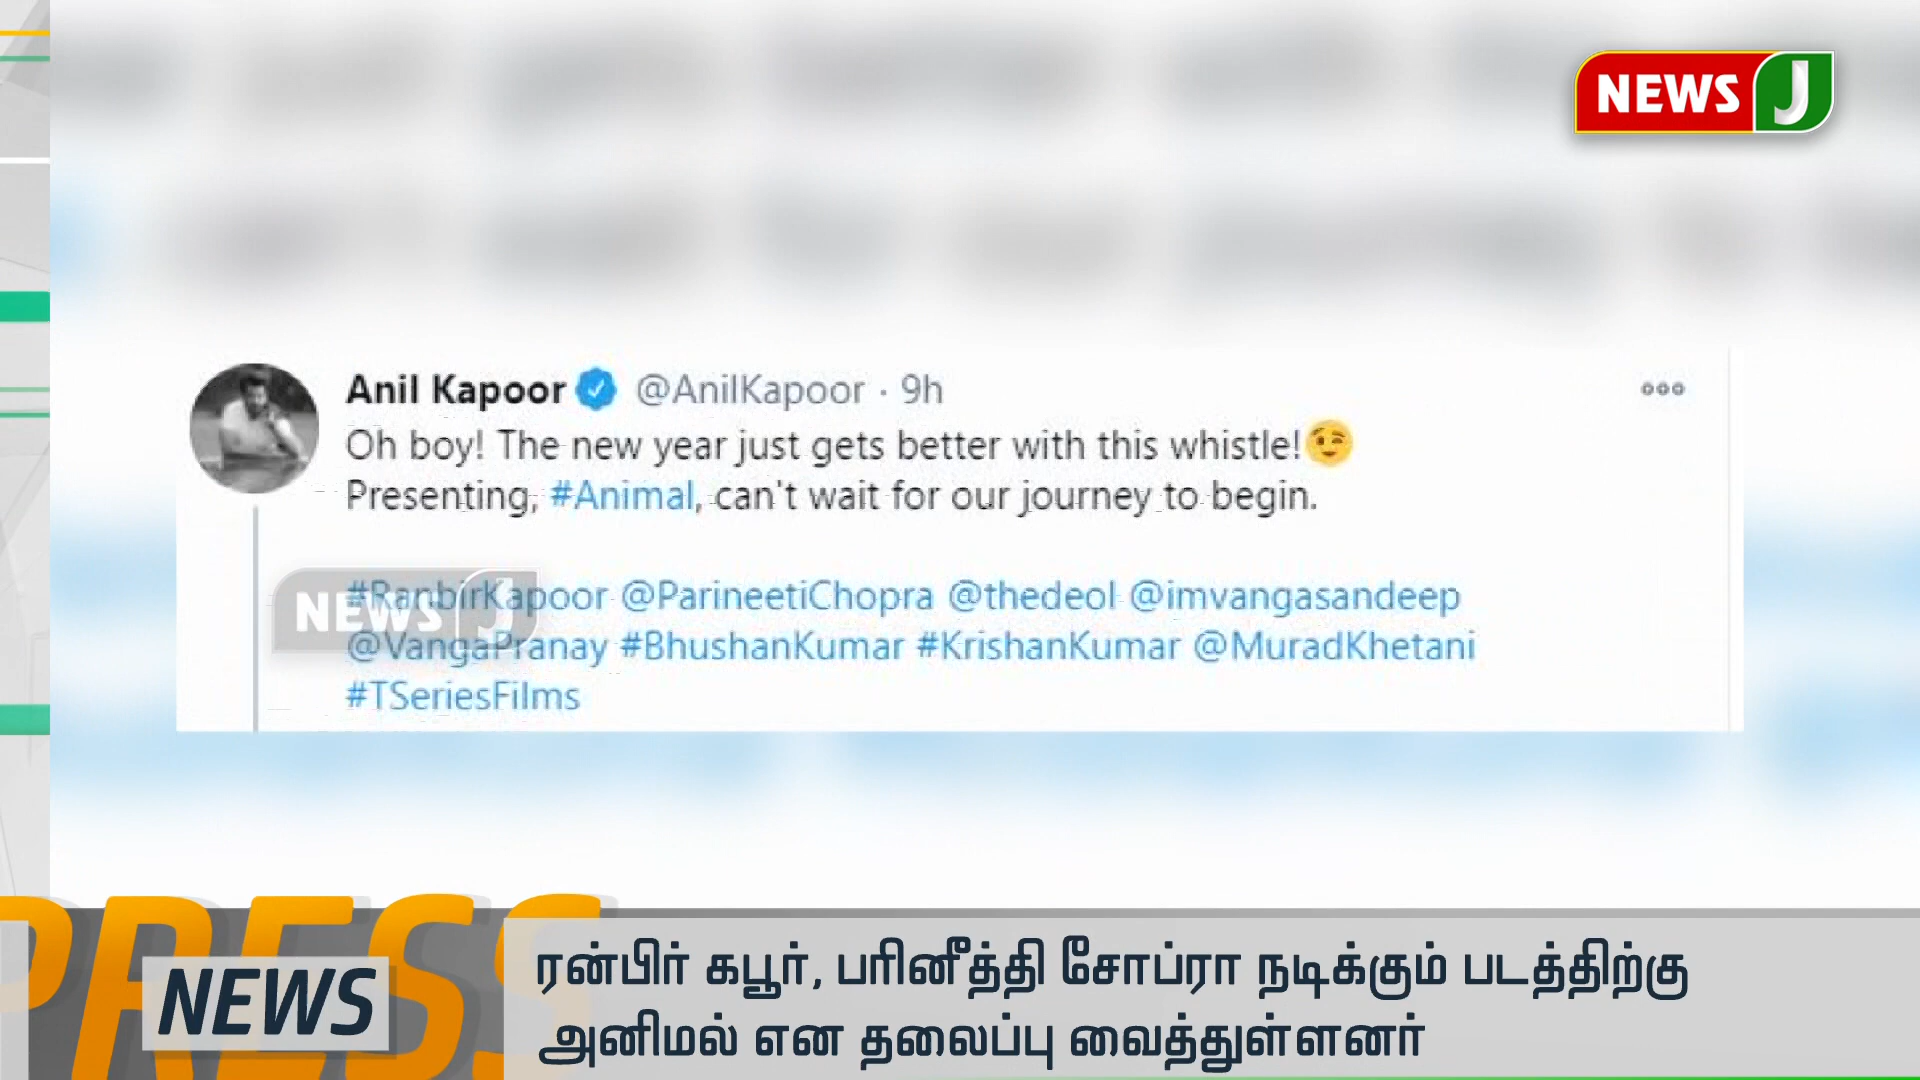 NEWS J
Anil Kapoor @AnilKapoor · 9h
Oh boy! The new year just gets better with this whistle!😉
Presenting, #Animal, can't wait for our journey to begin.
#RanbirKapoor @ParineetiChopra @thedeol @imvangasandeep
NEWS J
@VangaPranay #BhushanKumar #KrishanKumar @MuradKhetani
#TSeriesFilms
PRESS
NEWS
ரன்பிர் கபூர், பரினீத்தி சோப்ரா நடிக்கும் படத்திற்கு
அனிமல் என தலைப்பு வைத்துள்ளனர்